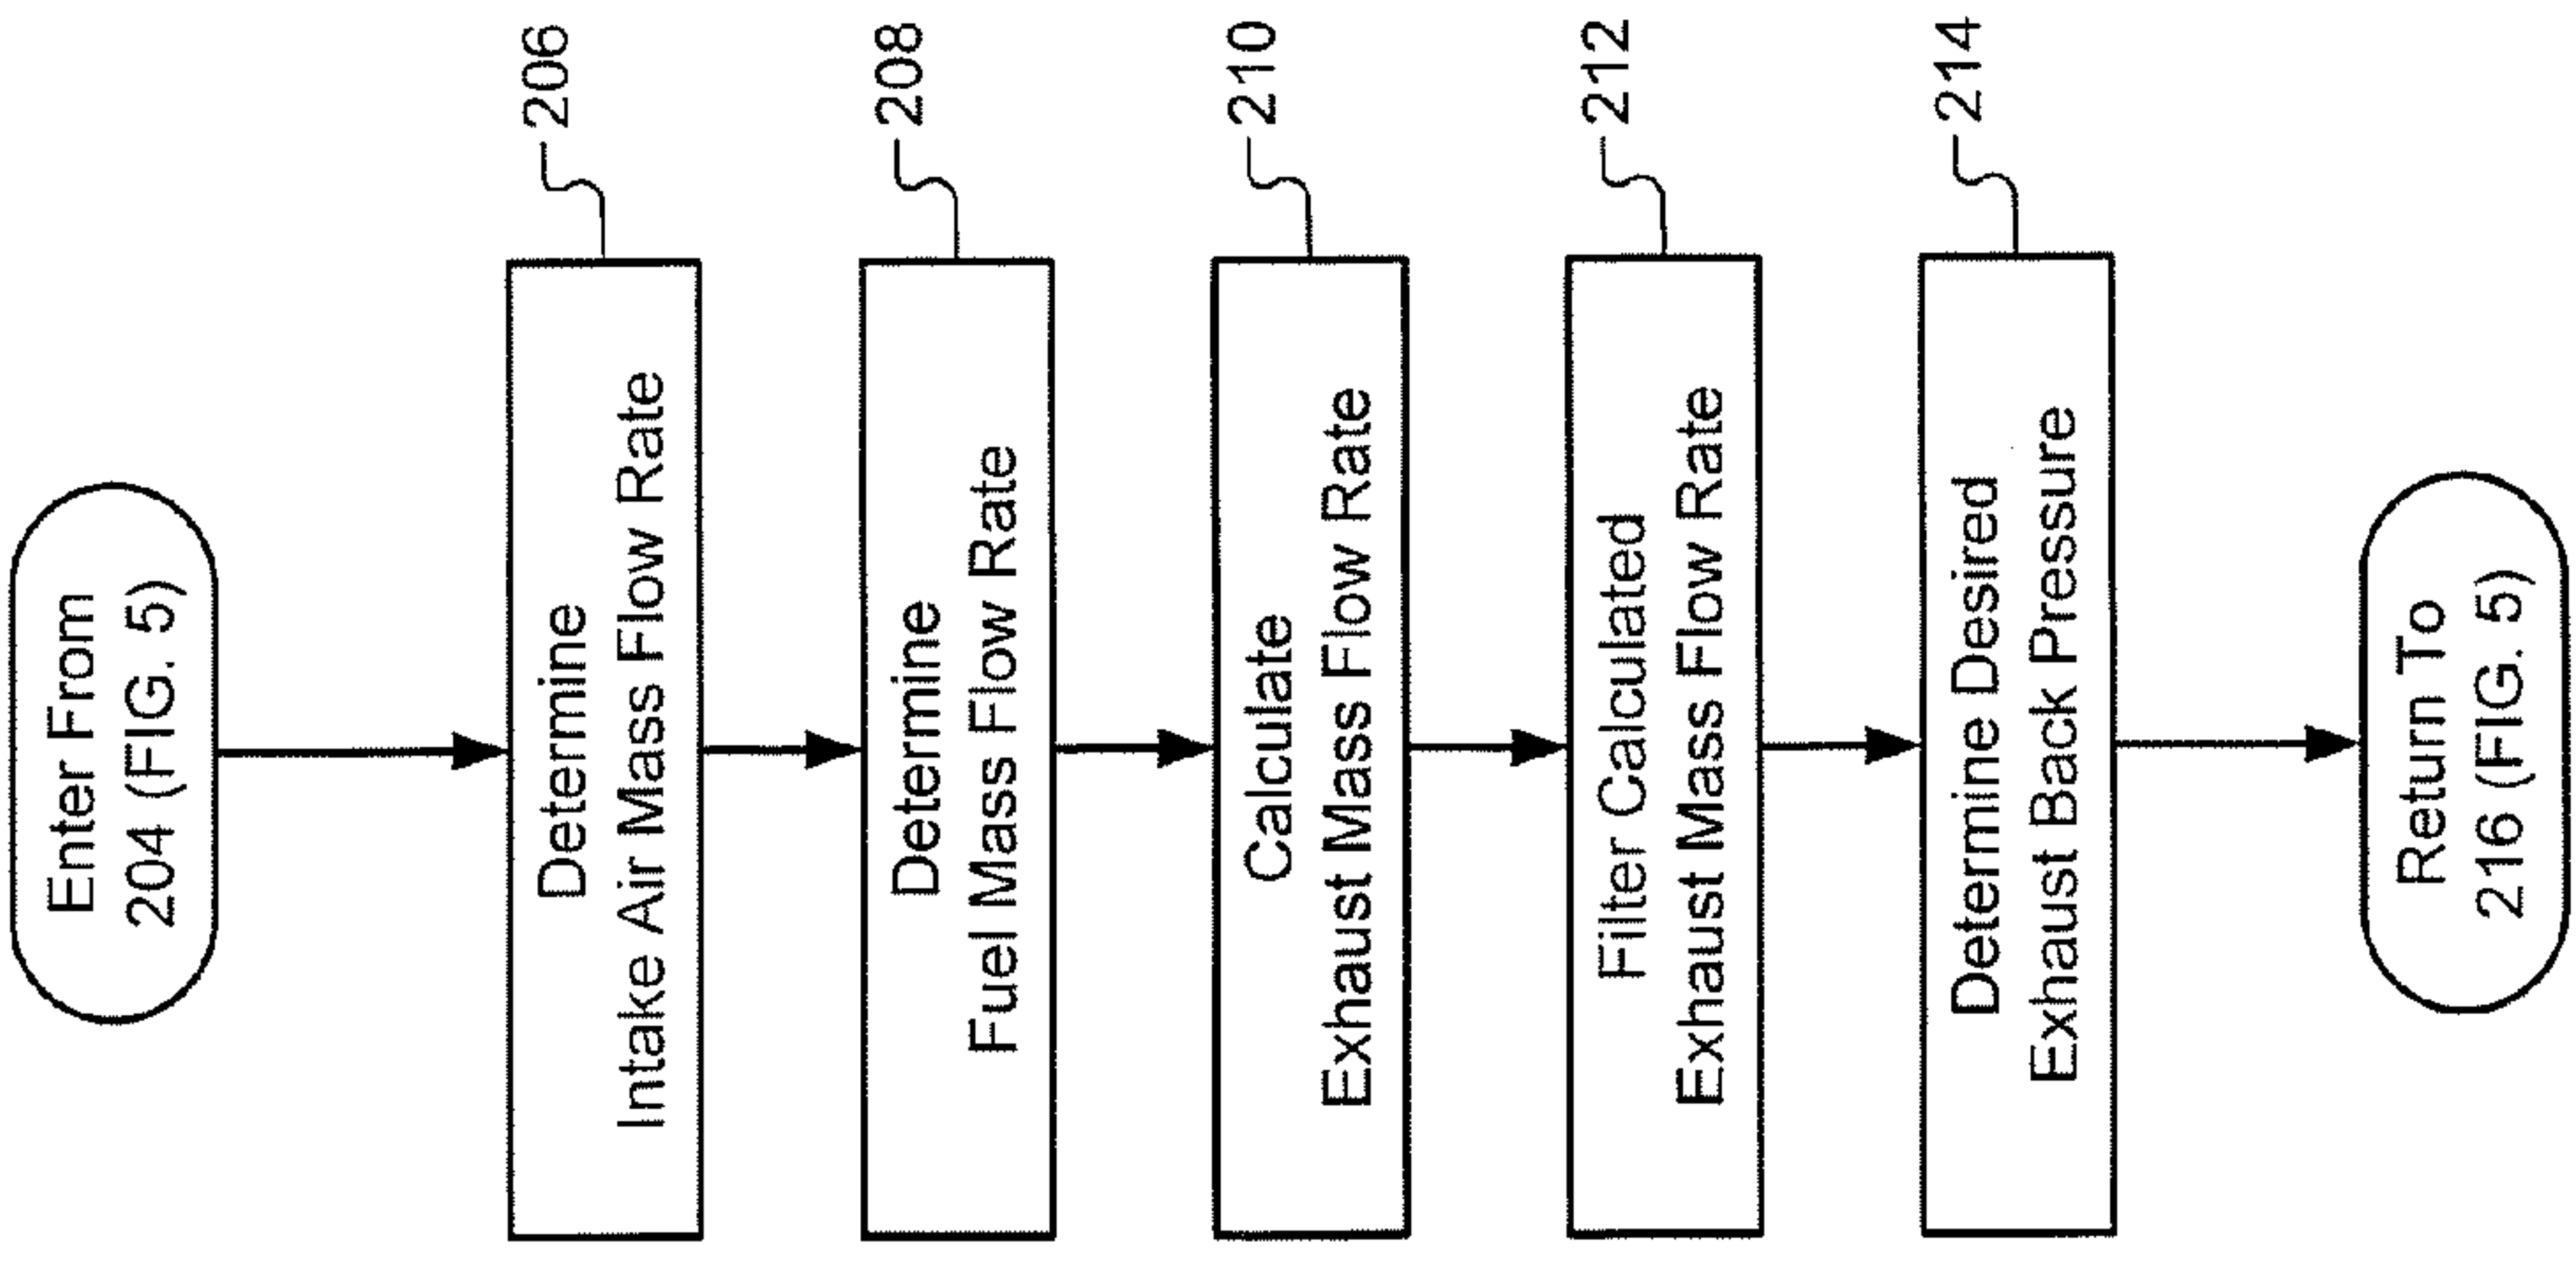 Enter From
204 (FIG. 5)
206
Determine
Intake Air Mass Flow Rate
208
Determine
Fuel Mass Flow Rate
210
Calculate
Exhaust Mass Flow Rate
212
Filter Calculated
Exhaust Mass Flow Rate
214
Determine Desired
Exhaust Back Pressure
Return To
216 (FIG. 5)